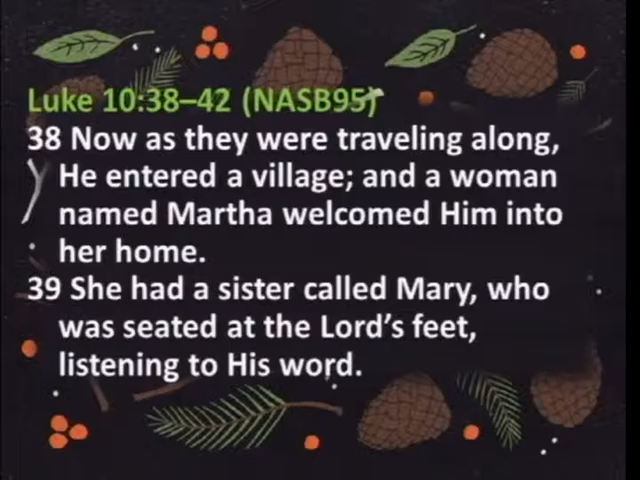 Luke 10:38–42 (NASB95)
38 Now as they were traveling along,
He entered a village; and a woman
named Martha welcomed Him into
her home.
39 She had a sister called Mary, who
was seated at the Lord's feet,
listening to His word.